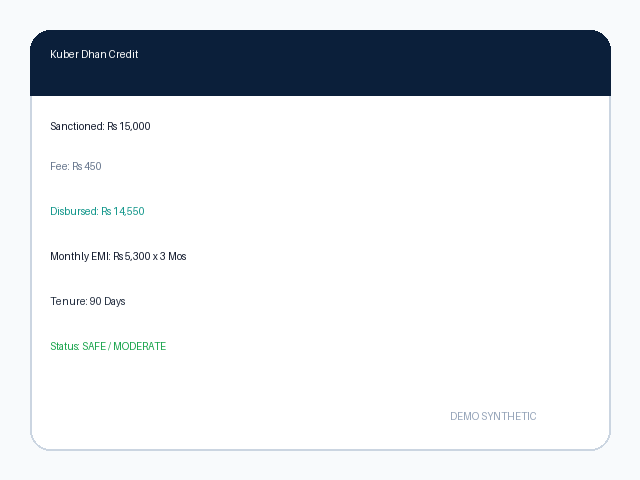 Kuber Dhan Credit
Sanctioned: Rs 15,000
Fee: Rs 450
Disbursed: Rs 14,550
Monthly EMI: Rs 5,300 x 3 Mos
Tenure: 90 Days
Status: SAFE / MODERATE
DEMO SYNTHETIC